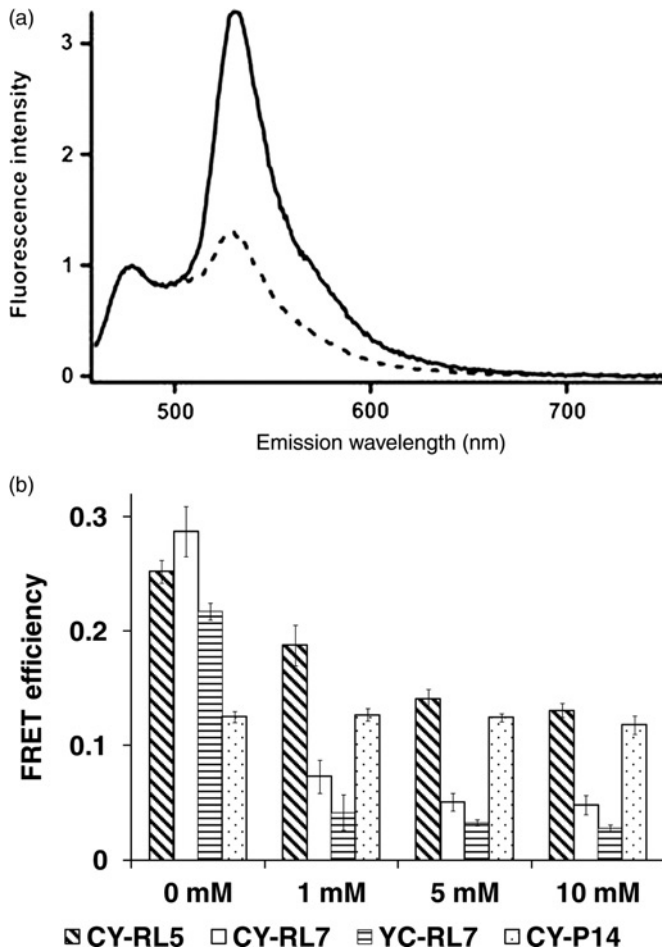 (a)
3
2
1
0
Fluorescence intensity
500 600 700
Emission wavelength (nm)
(b)
0.3
0.2
0.1
0
FRET efficiency
0 mM 1 mM 5 mM 10 mM
CY-RL5 CY-RL7 YC-RL7 CY-P14